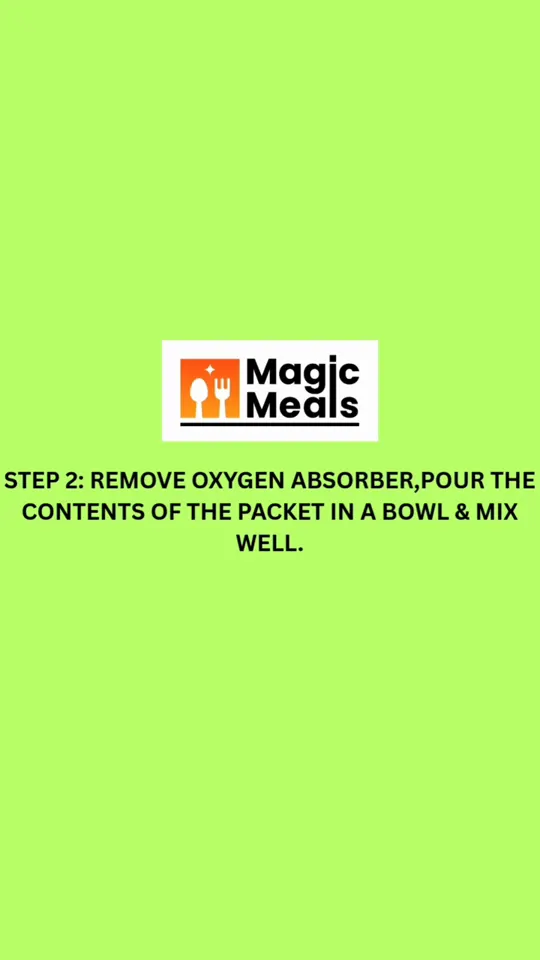 Magic
Meals
STEP 2: REMOVE OXYGEN ABSORBER,POUR THE
CONTENTS OF THE PACKET IN A BOWL & MIX
WELL.